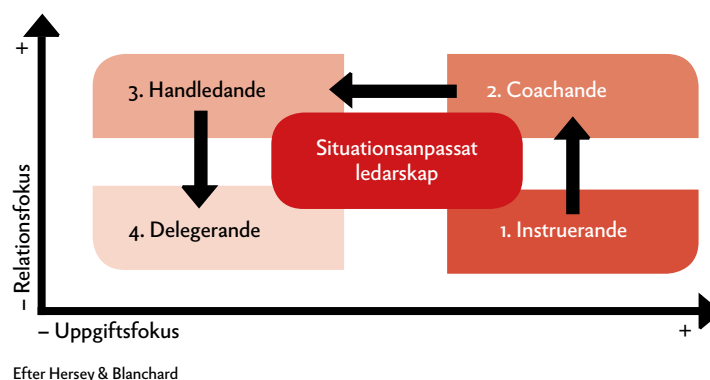 +
3. Handledande
2. Coachande
Situationsanpassat
ledarskap
4. Delegerande
1. Instruerande
– Relationsfokus
– Uppgiftsfokus
+
Efter Hersey & Blanchard